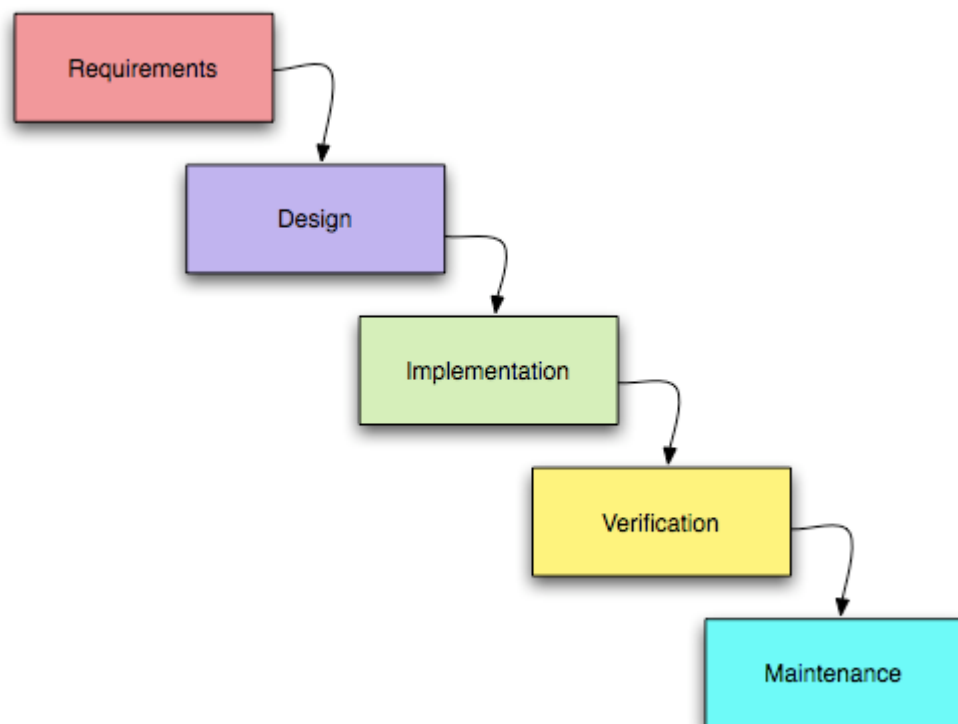 Requirements
Design
Implementation
Verification
Maintenance